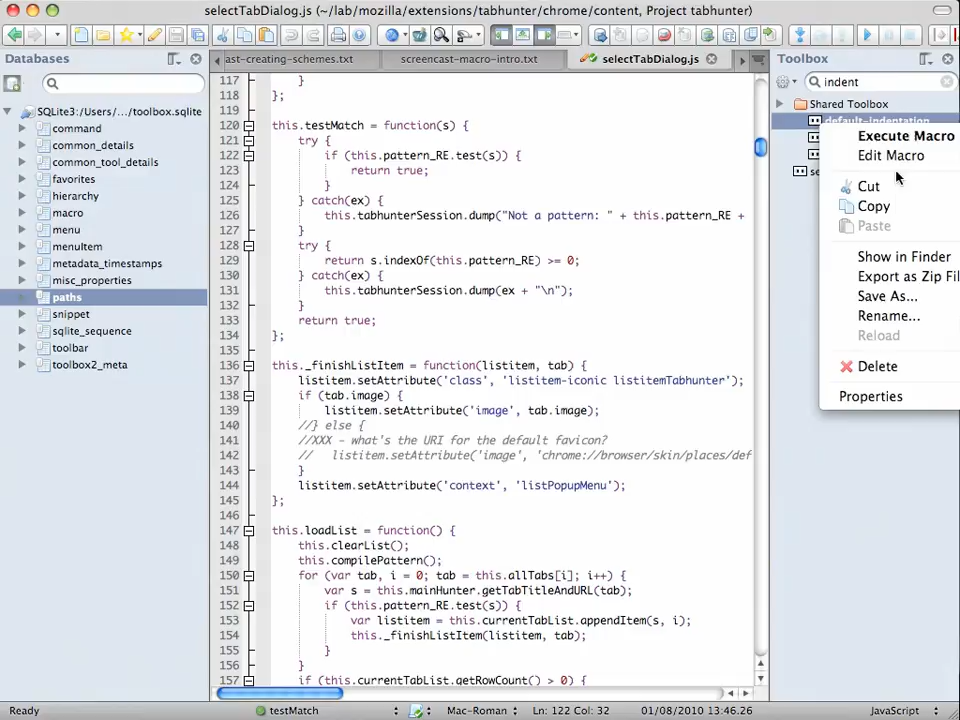 selectTabDialog.js (~/lab/mozilla/extensions/tabhunter/chrome/content, Project tabhunter)
Databases
SQLite3:/Users/.../toolbox.sqlite
command
common_details
common_tool_details
favorites
hierarchy
macro
menu
menuItem
metadata_timestamps
misc_properties
paths
snippet
sqlite_sequence
toolbar
toolbox2_meta
ast-creating-schemes.txt
screencast-macro-intro.txt
selectTabDialog.js
117 }
118 };
119
120 this.testMatch = function(s) {
121 try {
122 if (this.pattern_RE.test(s)) {
123 return true;
124 }
125 } catch(ex) {
126 this.tabhunterSession.dump("Not a pattern: " + this.pattern_RE +
127 }
128 try {
129 return s.indexOf(this.pattern_RE) >= 0;
130 } catch(ex) {
131 this.tabhunterSession.dump(ex + "\n");
132 }
133 return true;
134 };
135
136 this._finishListItem = function(listitem, tab) {
137 listitem.setAttribute('class', 'listitem-iconic listitemTabhunter');
138 if (tab.image) {
139 listitem.setAttribute('image', tab.image);
140 //} else {
141 //XXX - what's the URI for the default favicon?
142 // listitem.setAttribute('image', 'chrome://browser/skin/places/def
143 }
144 listitem.setAttribute('context', 'listPopupMenu');
145 };
146
147 this.loadList = function() {
148 this.clearList();
149 this.compilePattern();
150 for (var tab, i = 0; tab = this.allTabs[i]; i++) {
151 var s = this.mainHunter.getTabTitleAndURL(tab);
152 if (this.pattern_RE.test(s)) {
153 var listitem = this.currentTabList.appendItem(s, i);
154 this._finishListItem(listitem, tab);
155 }
156 }
157 if (this.currentTabList.getRowCount() > 0) {
Toolbox
indent
Shared Toolbox
default-indentation
se
Execute Macro
Edit Macro
Cut
Copy
Paste
Show in Finder
Export as Zip Fil
Save As...
Rename...
Reload
Delete
Properties
Ready
testMatch
Mac-Roman
Ln: 122 Col: 32
01/08/2010 13:46.26
JavaScript